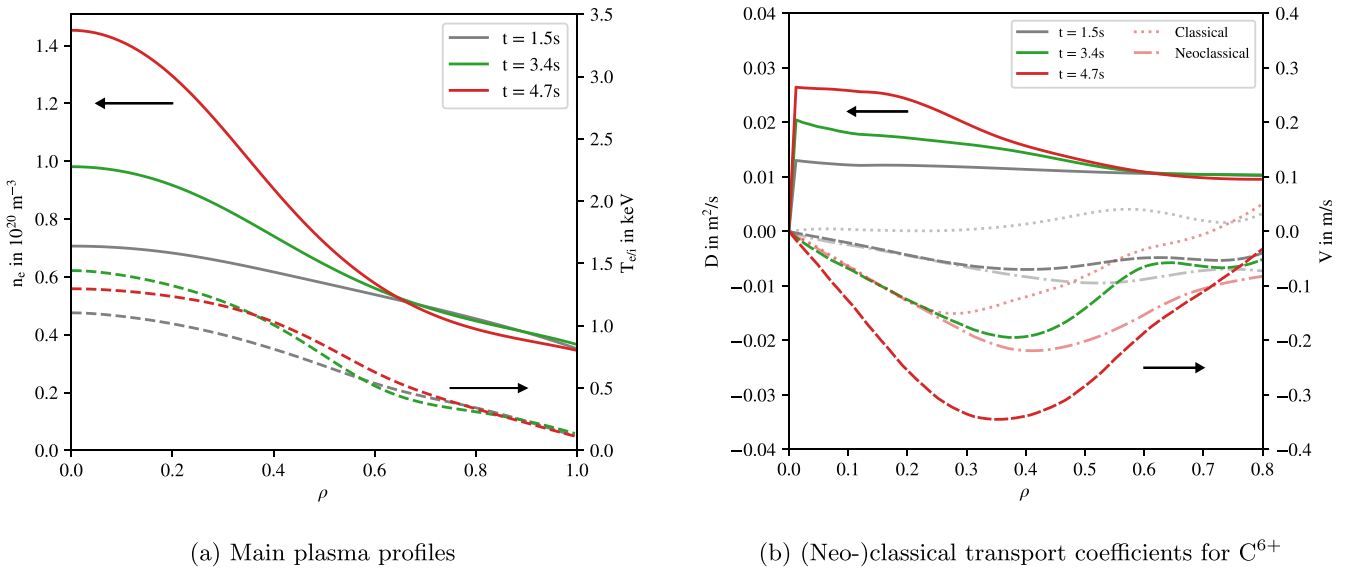 n_e in 10^20 m^−3
1.4
1.2
1.0
0.8
0.6
0.4
0.2
0.0
0.0 0.2 0.4 0.6 0.8 1.0
ρ
3.5
3.0
2.5
2.0
1.5
1.0
0.5
0.0
T_e/i in keV
t = 1.5s
t = 3.4s
t = 4.7s
(a) Main plasma profiles
D in m²/s
0.04
0.03
0.02
0.01
0.00
−0.01
−0.02
−0.03
−0.04
0.0 0.1 0.2 0.3 0.4 0.5 0.6 0.7 0.8
ρ
0.4
0.3
0.2
0.1
0.0
−0.1
−0.2
−0.3
−0.4
V in m/s
t = 1.5s
t = 3.4s
t = 4.7s
Classical
Neoclassical
(b) (Neo-)classical transport coefficients for C^6+